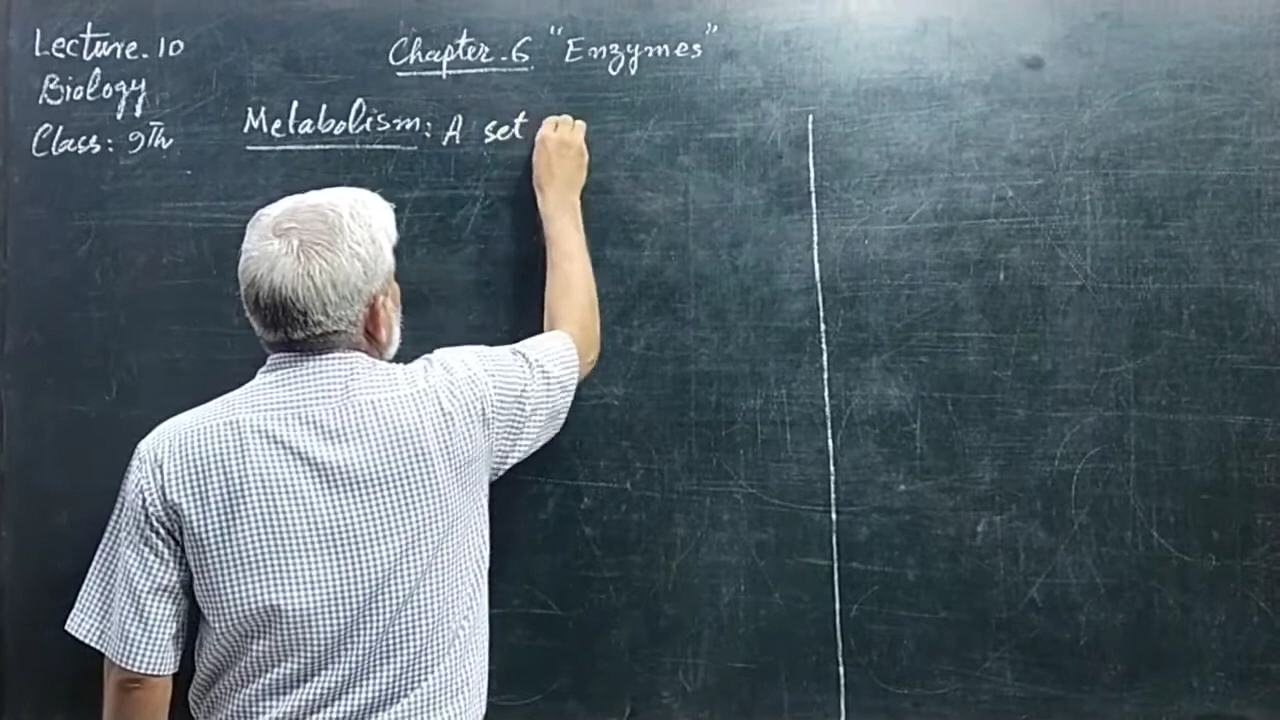 Lecture.10
Biology
Class: 9Th
Chapter.6 "Enzymes"
Metabolism: A set